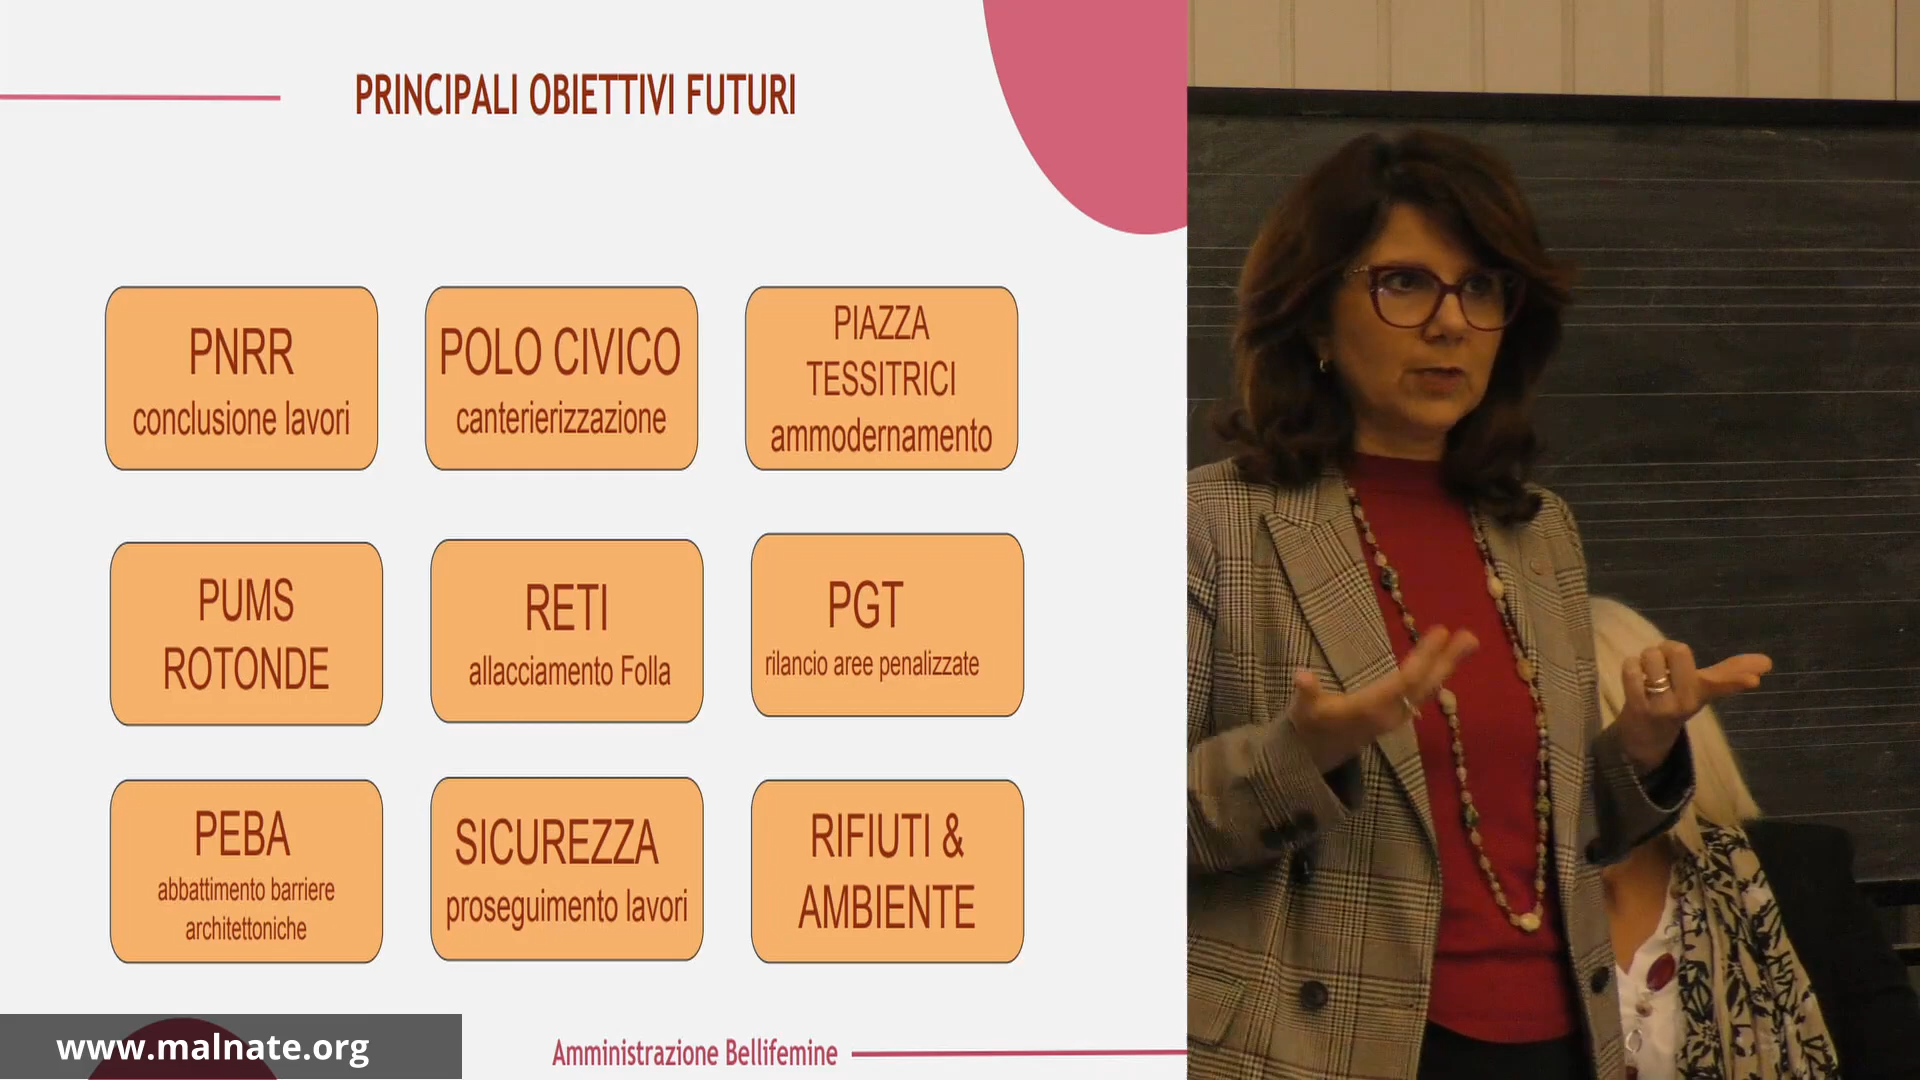 PRINCIPALI OBIETTIVI FUTURI
PNRR
conclusione lavori
POLO CIVICO
canterierizzazione
PIAZZA
TESSITRICI
ammodernamento
PUMS
ROTONDE
RETI
allacciamento Folla
PGT
rilancio aree penalizzate
PEBA
abbattimento barriere
architettoniche
SICUREZZA
proseguimento lavori
RIFIUTI &
AMBIENTE
www.malnate.org
Amministrazione Bellifemine